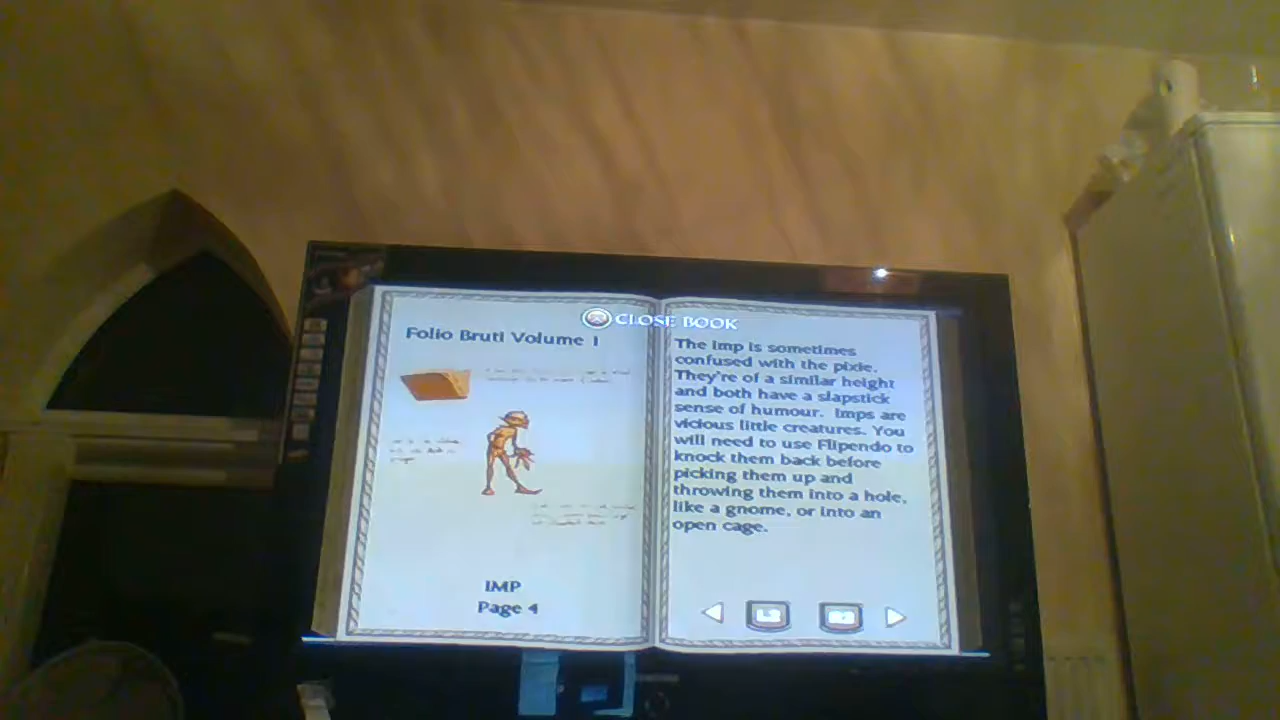 CLOSE BOOK
Folio Bruti Volume 1
IMP
Page 4
The Imp is sometimes
confused with the pixie.
They're of a similar height
and both have a slapstick
sense of humour. Imps are
vicious little creatures. You
will need to use Flipendo to
knock them back before
picking them up and
throwing them into a hole,
like a gnome, or into an
open cage.